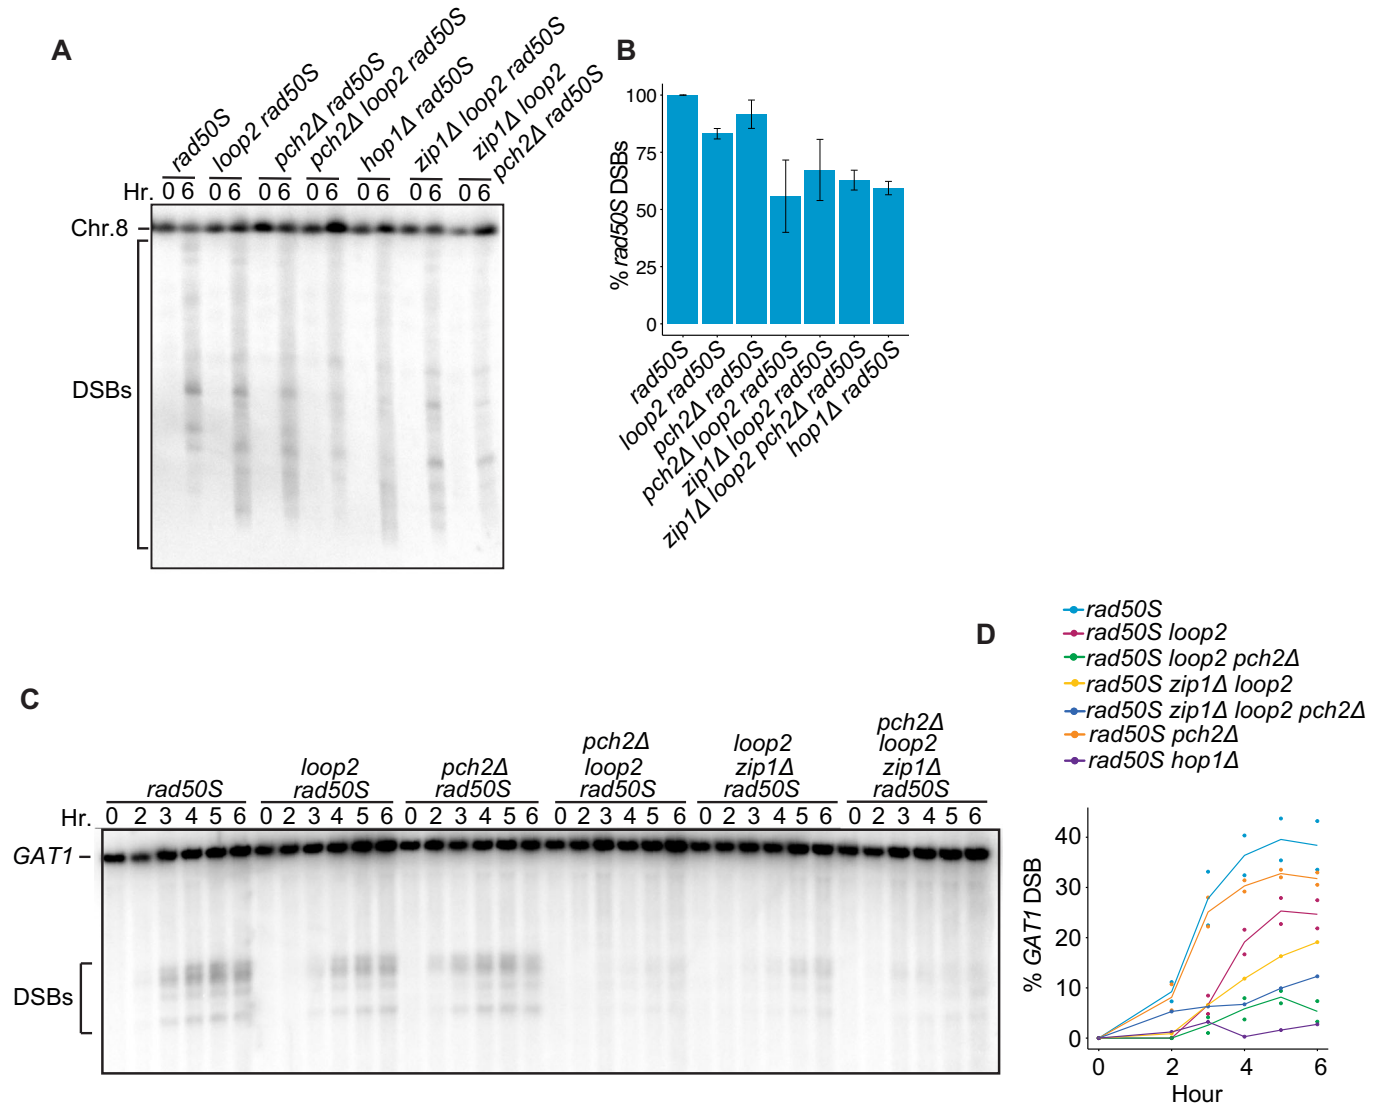 A
rad50S
loop2 rad50S
pch2Δ rad50S
pch2Δ loop2 rad50S
hop1Δ rad50S
zip1Δ loop2 rad50S
zip1Δ loop2
pch2Δ rad50S
Hr. 0 6 0 6 0 6 0 6 0 6 0 6 0 6
Chr.8
DSBs
B
% rad50S DSBs
100
75
50
25
0
rad50S
loop2 rad50S
pch2Δ rad50S
pch2Δ loop2 rad50S
zip1Δ loop2 rad50S
zip1Δ loop2 pch2Δ rad50S
hop1Δ rad50S
C
rad50S
loop2
rad50S
pch2Δ
rad50S
pch2Δ
loop2
rad50S
loop2
zip1Δ
rad50S
pch2Δ
loop2
zip1Δ
rad50S
Hr. 0 2 3 4 5 6 0 2 3 4 5 6 0 2 3 4 5 6 0 2 3 4 5 6 0 2 3 4 5 6 0 2 3 4 5 6
GAT1
DSBs
D
rad50S
rad50S loop2
rad50S loop2 pch2Δ
rad50S zip1Δ loop2
rad50S zip1Δ loop2 pch2Δ
rad50S pch2Δ
rad50S hop1Δ
% GAT1 DSB
40
30
20
10
0
0 2 4 6
Hour